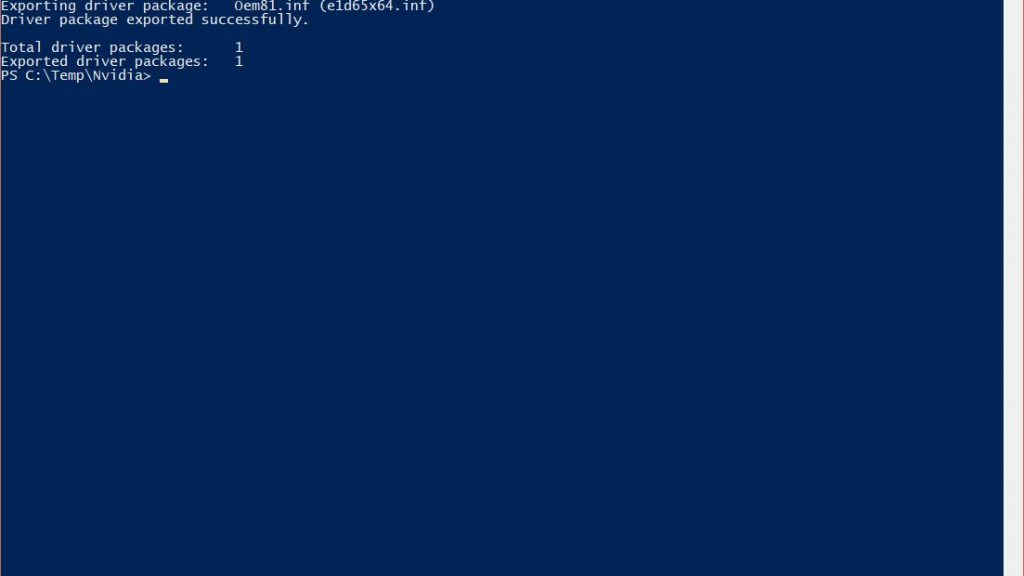 Exporting driver package:   Oem81.inf (e1d65x64.inf)
Driver package exported successfully.

Total driver packages:      1
Exported driver packages:   1
PS C:\Temp\Nvidia> _